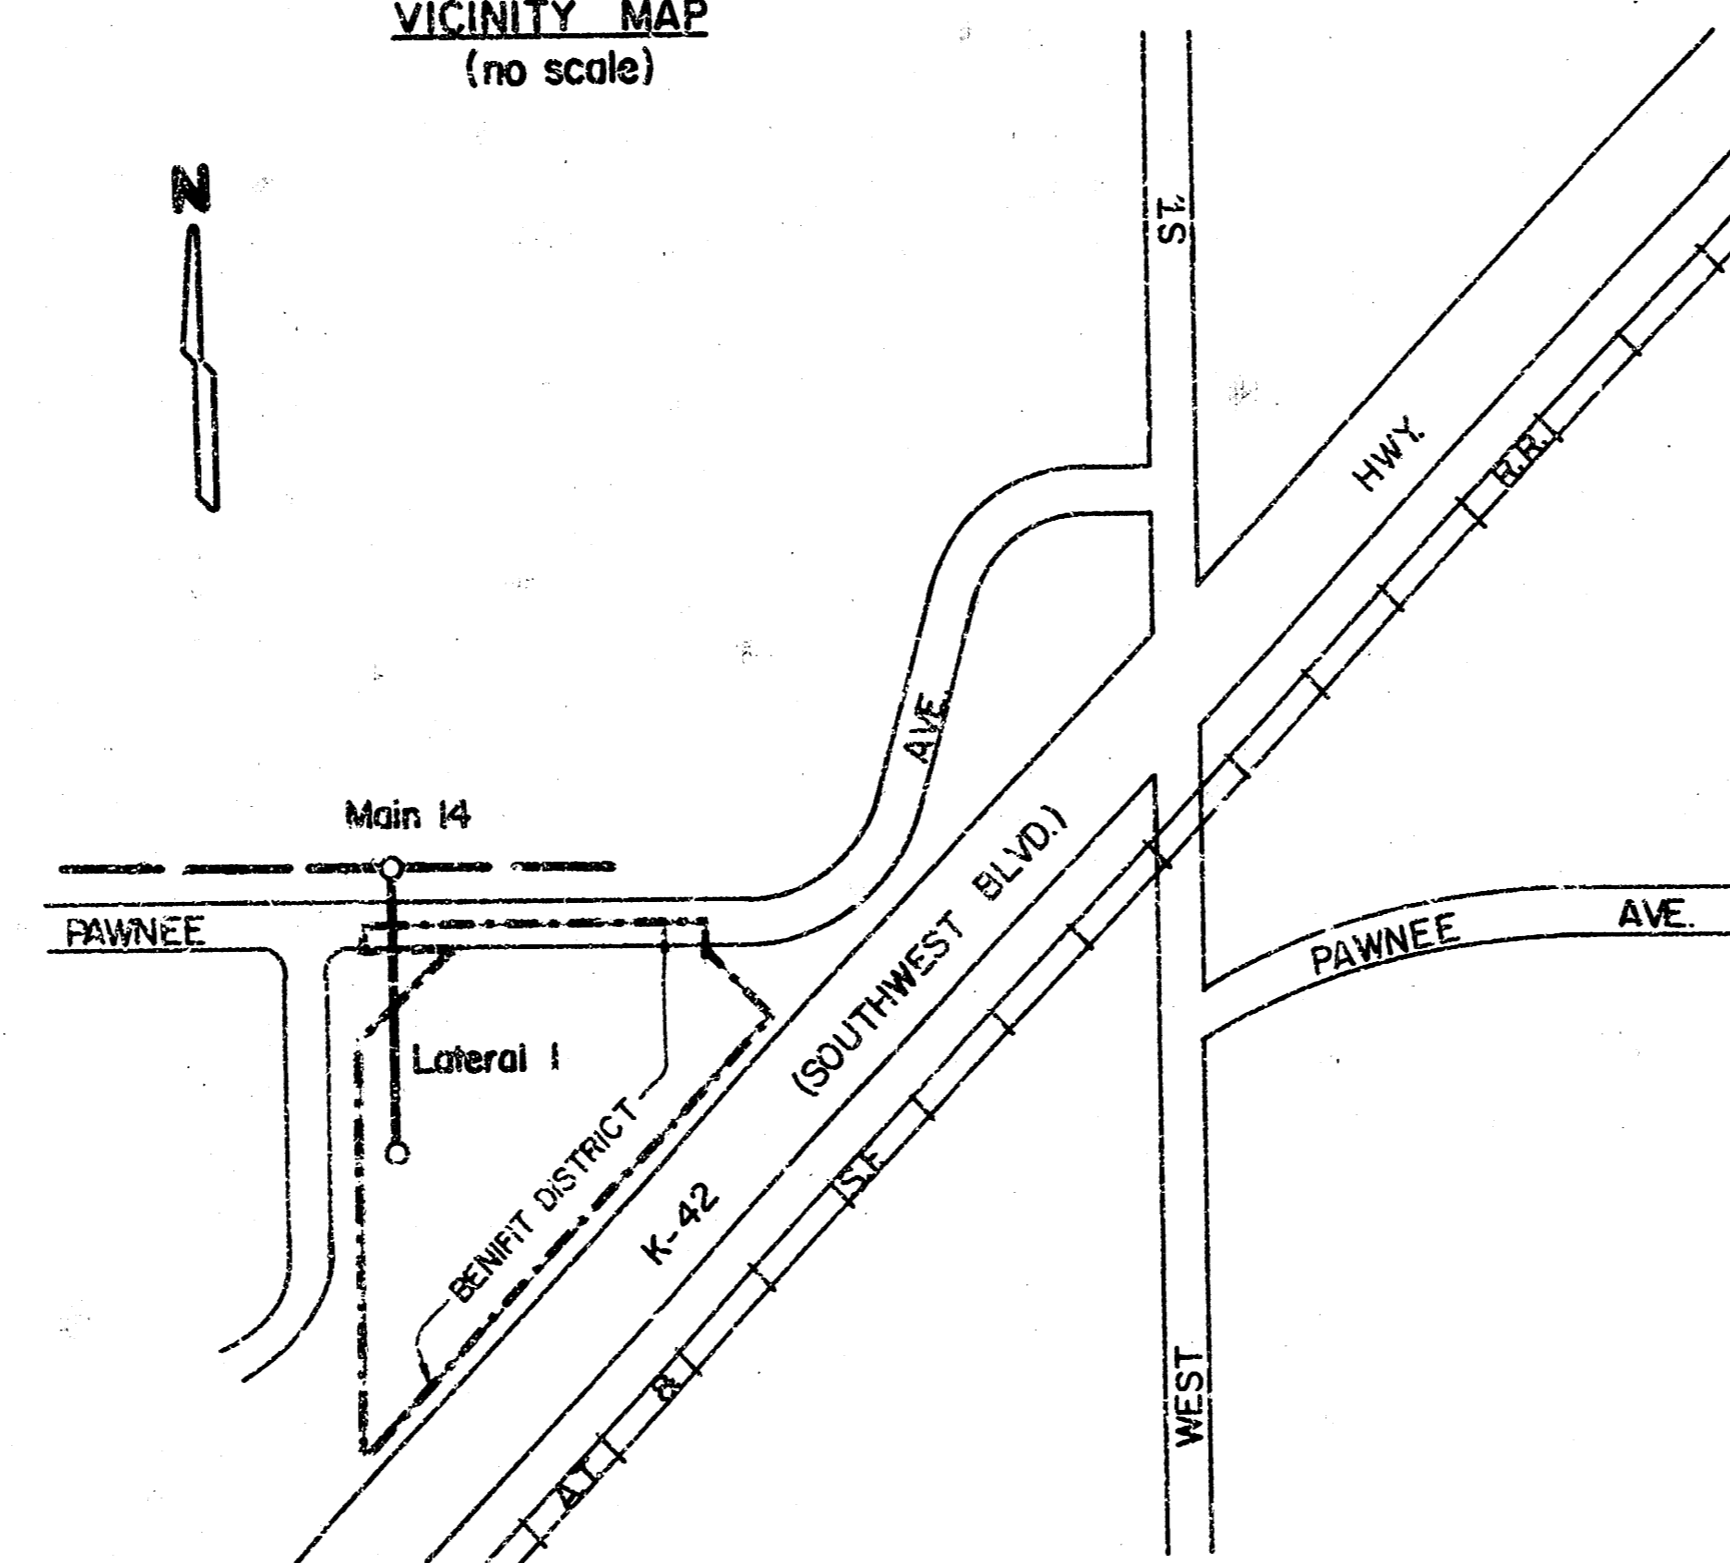 VICINITY MAP
(no scale)
N
ST.
HWY.
R.R.
AVE.
Main 14
(SOUTHWEST BLVD.)
PAWNEE
PAWNEE AVE.
Lateral 1
BENIFIT DISTRICT
K-42
S.F.
&
WEST
A.T.